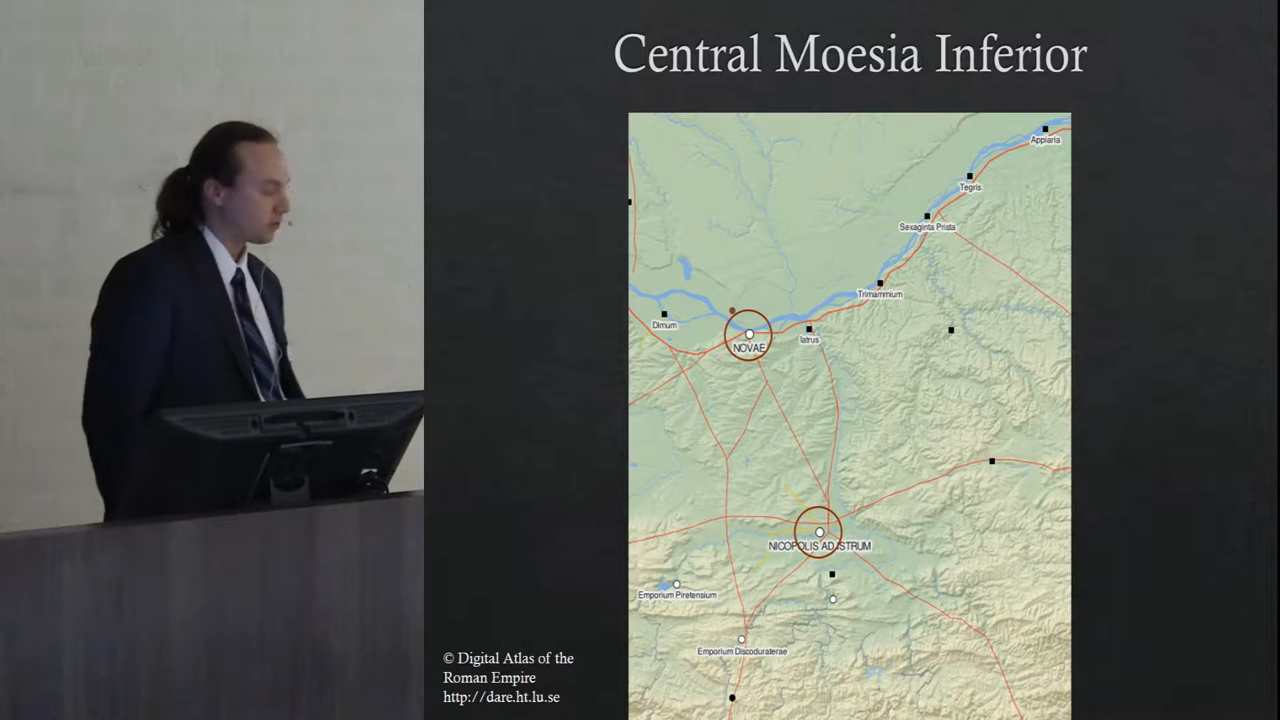 Central Moesia Inferior
Appiaria
Tegris
Sexaginta Prista
Trimammium
Dimum
Iatrus
NOVAE
NICOPOLIS AD ISTRUM
Emporium Piretensium
Emporium Discoduraterae
© Digital Atlas of the
Roman Empire
http://dare.ht.lu.se